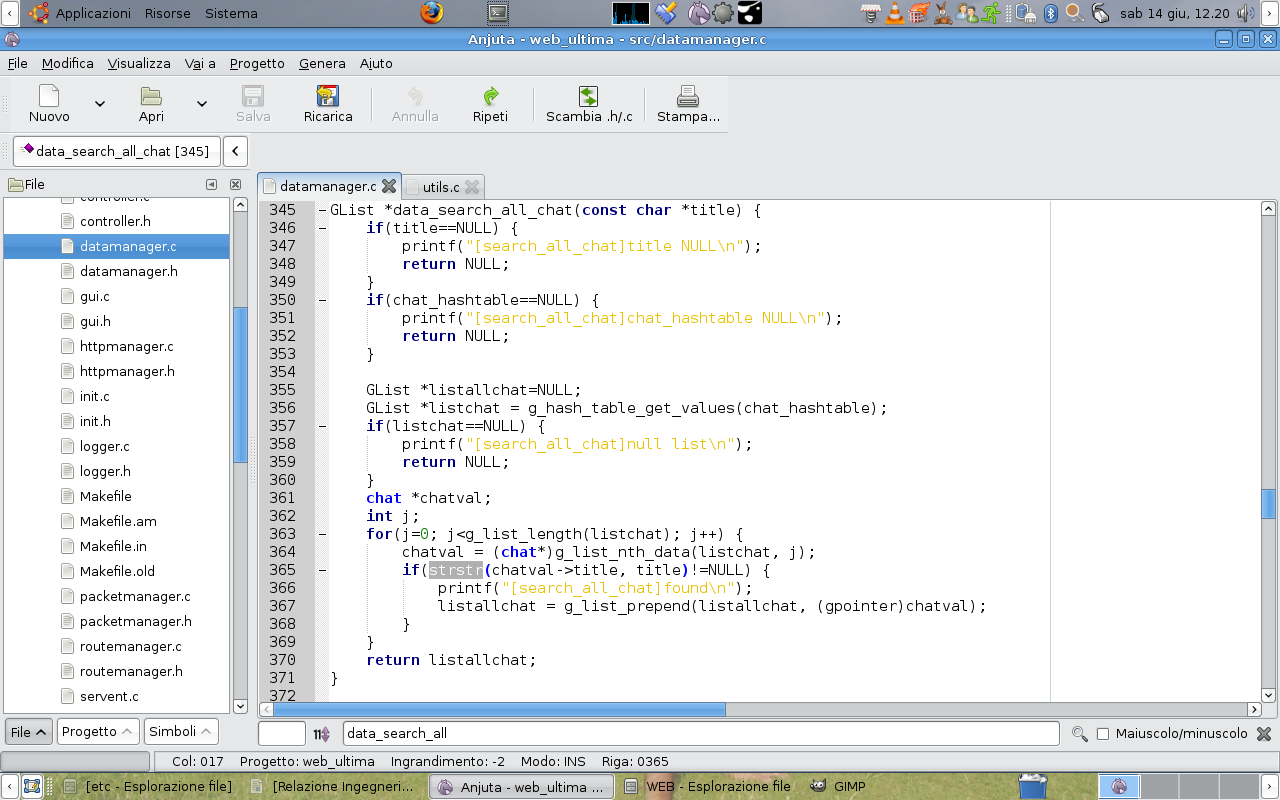 Applicazioni Risorse Sistema sab 14 giu, 12.20
Anjuta - web_ultima - src/datamanager.c
File Modifica Visualizza Vai a Progetto Genera Aiuto
Nuovo Apri Salva Ricarica Annulla Ripeti Scambia .h/.c Stampa...
data_search_all_chat [345]
File
datamanager.c utils.c
controller.c
controller.h
datamanager.c
datamanager.h
gui.c
gui.h
httpmanager.c
httpmanager.h
init.c
init.h
logger.c
logger.h
Makefile
Makefile.am
Makefile.in
Makefile.old
packetmanager.c
packetmanager.h
routemanager.c
routemanager.h
servent.c
345 GList *data_search_all_chat(const char *title) {
346 if(title==NULL) {
347 printf("[search_all_chat]title NULL\n");
348 return NULL;
349 }
350 if(chat_hashtable==NULL) {
351 printf("[search_all_chat]chat_hashtable NULL\n");
352 return NULL;
353 }
354
355 GList *listallchat=NULL;
356 GList *listchat = g_hash_table_get_values(chat_hashtable);
357 if(listchat==NULL) {
358 printf("[search_all_chat]null list\n");
359 return NULL;
360 }
361 chat *chatval;
362 int j;
363 for(j=0; j<g_list_length(listchat); j++) {
364 chatval = (chat*)g_list_nth_data(listchat, j);
365 if(strstr(chatval->title, title)!=NULL) {
366 printf("[search_all_chat]found\n");
367 listallchat = g_list_prepend(listallchat, (gpointer)chatval);
368 }
369 }
370 return listallchat;
371 }
372
File Progetto Simboli
data_search_all Maiuscolo/minuscolo
Col: 017 Progetto: web_ultima Ingrandimento: -2 Modo: INS Riga: 0365
[etc - Esplorazione file] [Relazione Ingegneri... Anjuta - web_ultima ... WEB - Esplorazione file GIMP